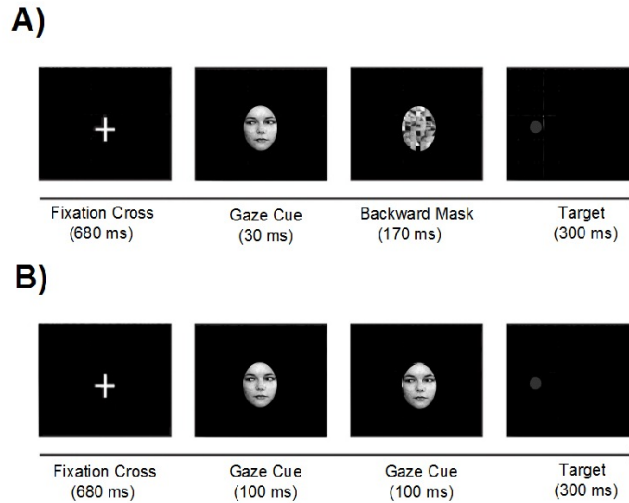 A)
Fixation Cross Gaze Cue Backward Mask Target
(680 ms) (30 ms) (170 ms) (300 ms)
B)
Fixation Cross Gaze Cue Gaze Cue Target
(680 ms) (100 ms) (100 ms) (300 ms)